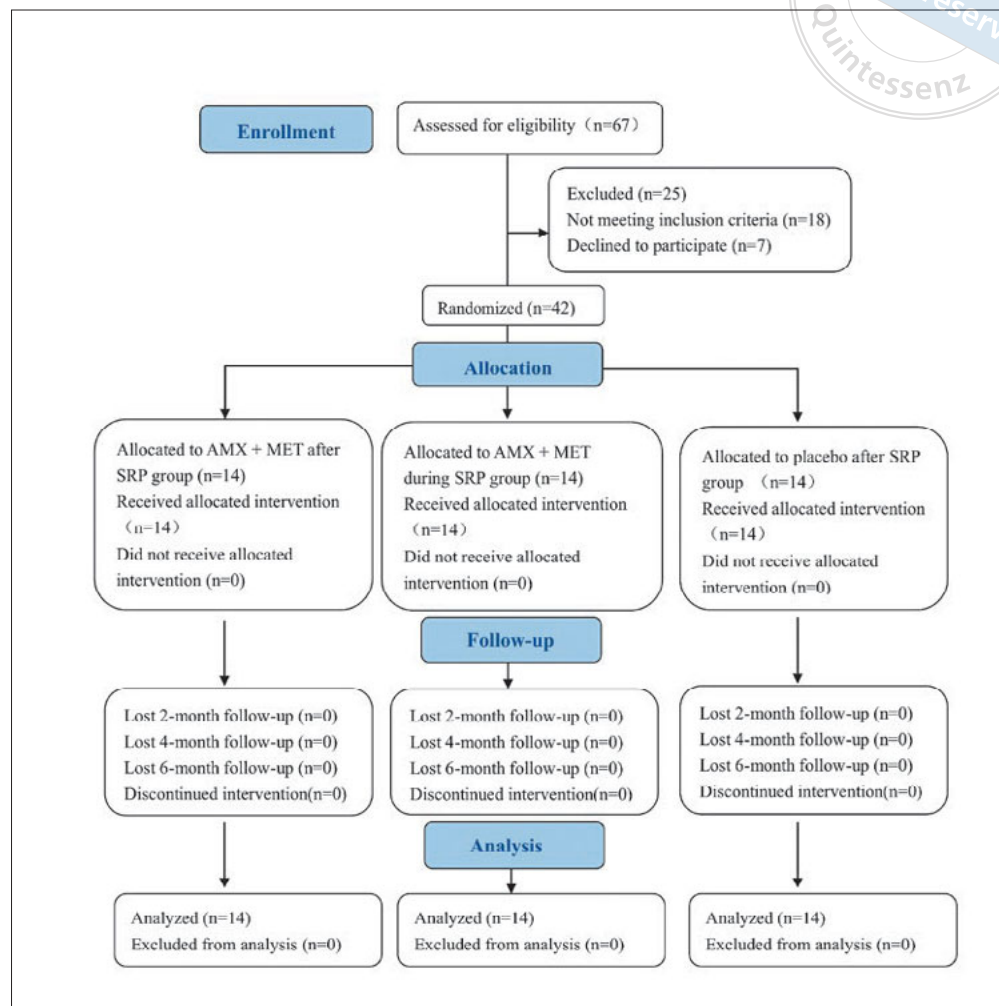 reserv
Quintessenz
Enrollment
Assessed for eligibility（n=67）
Excluded (n=25)
Not meeting inclusion criteria (n=18)
Declined to participate (n=7)
Randomized (n=42)
Allocation
Allocated to AMX + MET after
SRP group (n=14)
Received allocated intervention
（n=14）
Did not receive allocated
intervention (n=0)
Allocated to AMX + MET
during SRP group (n=14)
Received allocated intervention
（n=14）
Did not receive allocated
intervention (n=0)
Allocated to placebo after SRP
group （n=14）
Received allocated intervention
（n=14）
Did not receive allocated
intervention (n=0)
Follow-up
Lost 2-month follow-up (n=0)
Lost 4-month follow-up (n=0)
Lost 6-month follow-up (n=0)
Discontinued intervention(n=0)
Lost 2-month follow-up (n=0)
Lost 4-month follow-up (n=0)
Lost 6-month follow-up (n=0)
Discontinued intervention(n=0)
Lost 2-month follow-up (n=0)
Lost 4-month follow-up (n=0)
Lost 6-month follow-up (n=0)
Discontinued intervention(n=0)
Analysis
Analyzed (n=14)
Excluded from analysis (n=0)
Analyzed (n=14)
Excluded from analysis (n=0)
Analyzed (n=14)
Excluded from analysis (n=0)